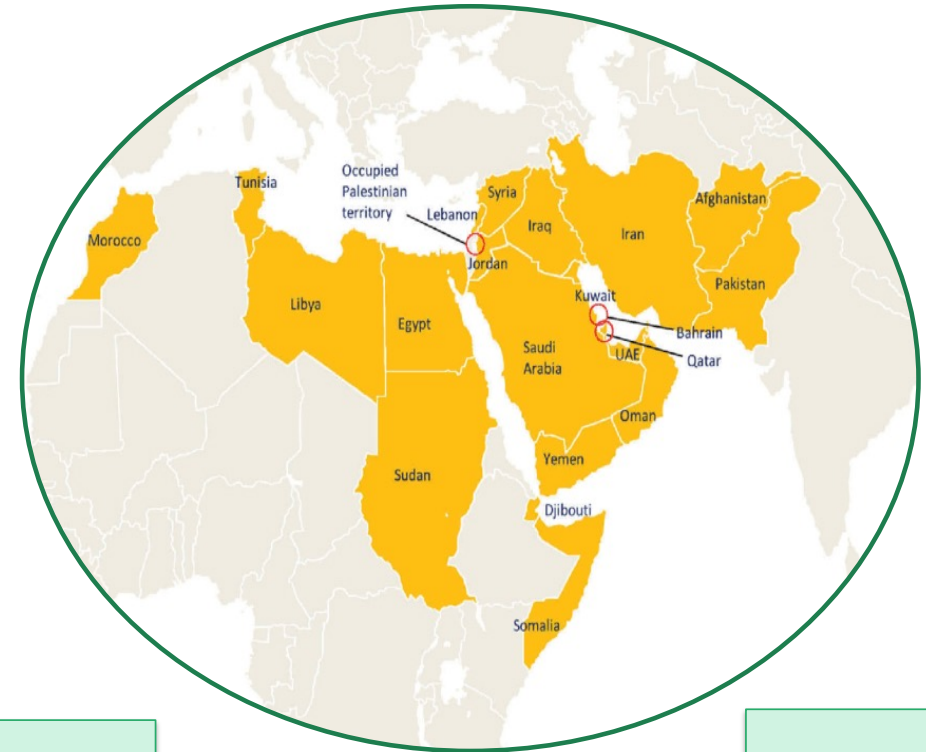 Tunisia
Occupied
Palestinian
territory
Syria
Lebanon
Afghanistan
Morocco
Iraq
Iran
Jordan
Pakistan
Libya
Kuwait
Egypt
Bahrain
Saudi
Arabia
UAE
Qatar
Oman
Yemen
Sudan
Djibouti
Somalia